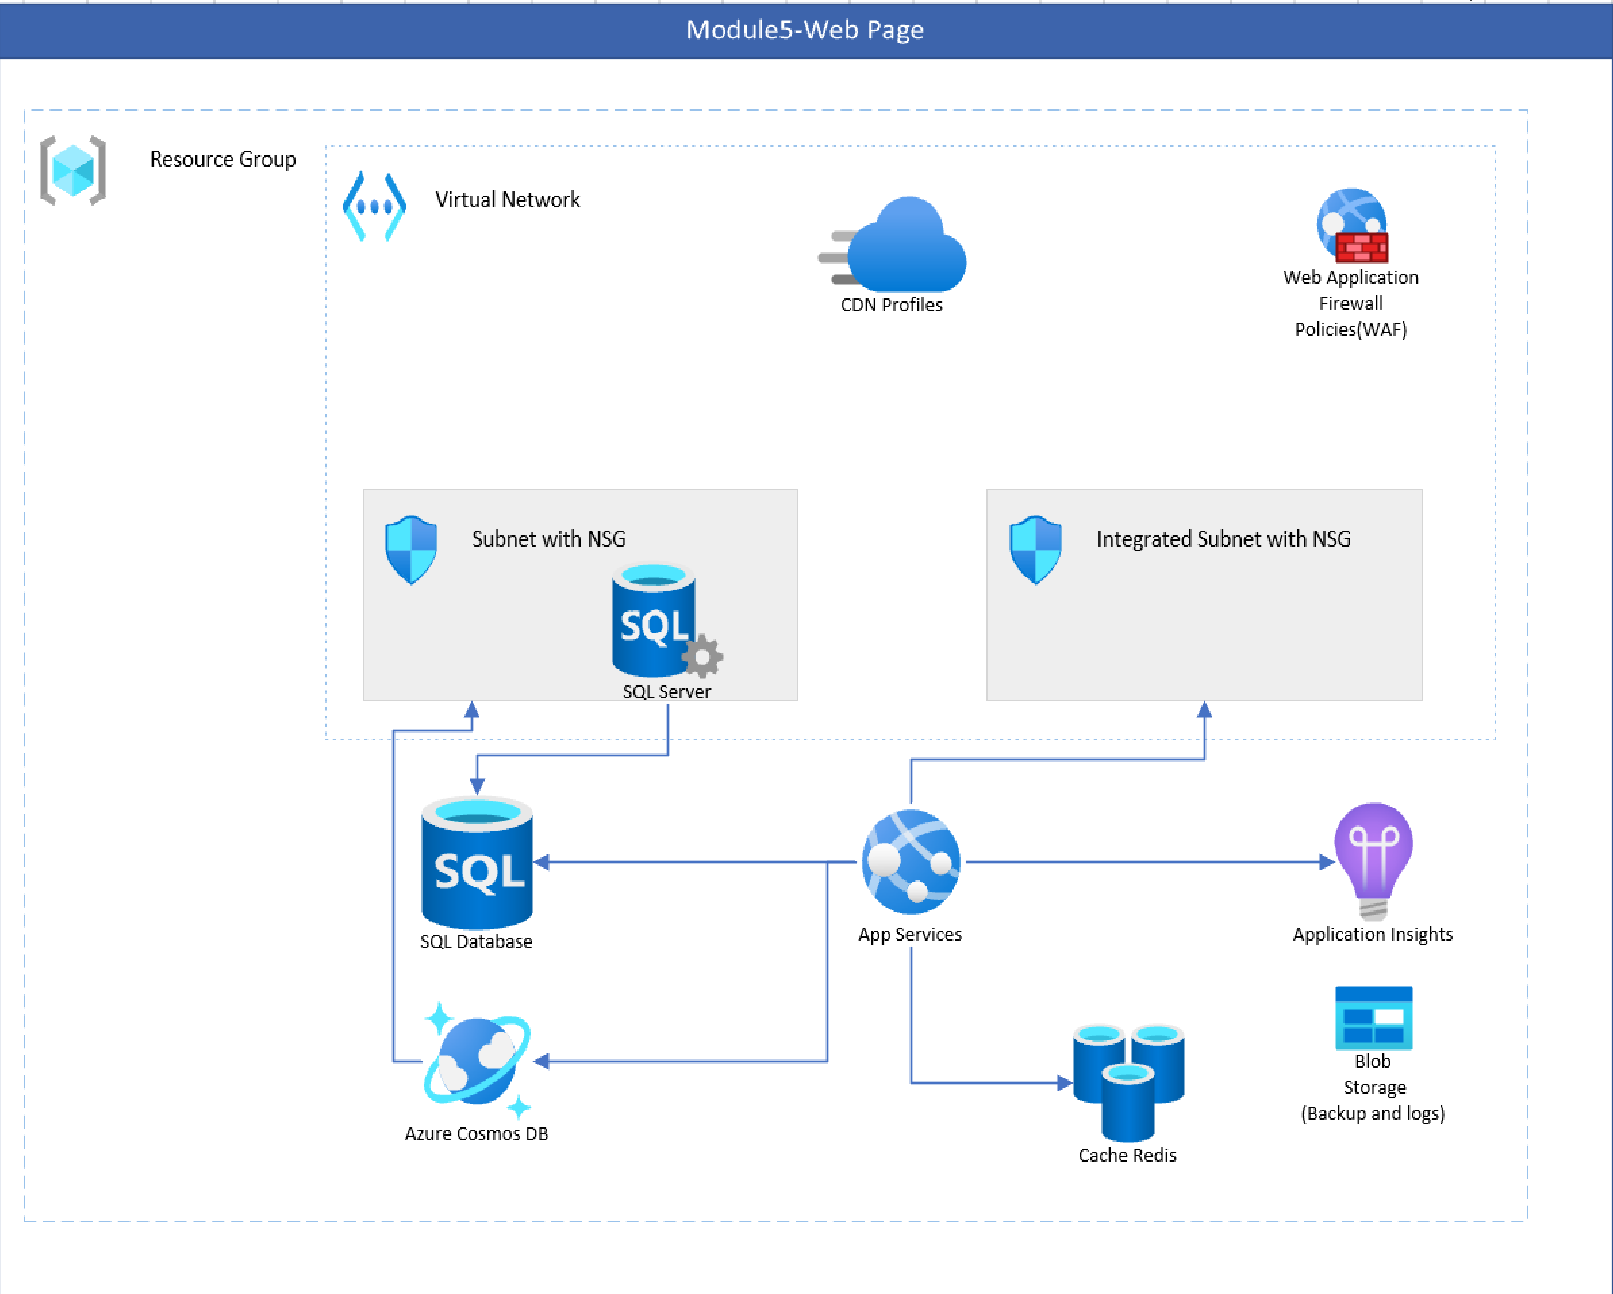 Module5-Web Page
Resource Group
Virtual Network
CDN Profiles
Web Application
Firewall
Policies(WAF)
Subnet with NSG
SQL
SQL Server
Integrated Subnet with NSG
SQL
SQL Database
App Services
Application Insights
Azure Cosmos DB
Cache Redis
Blob
Storage
(Backup and logs)